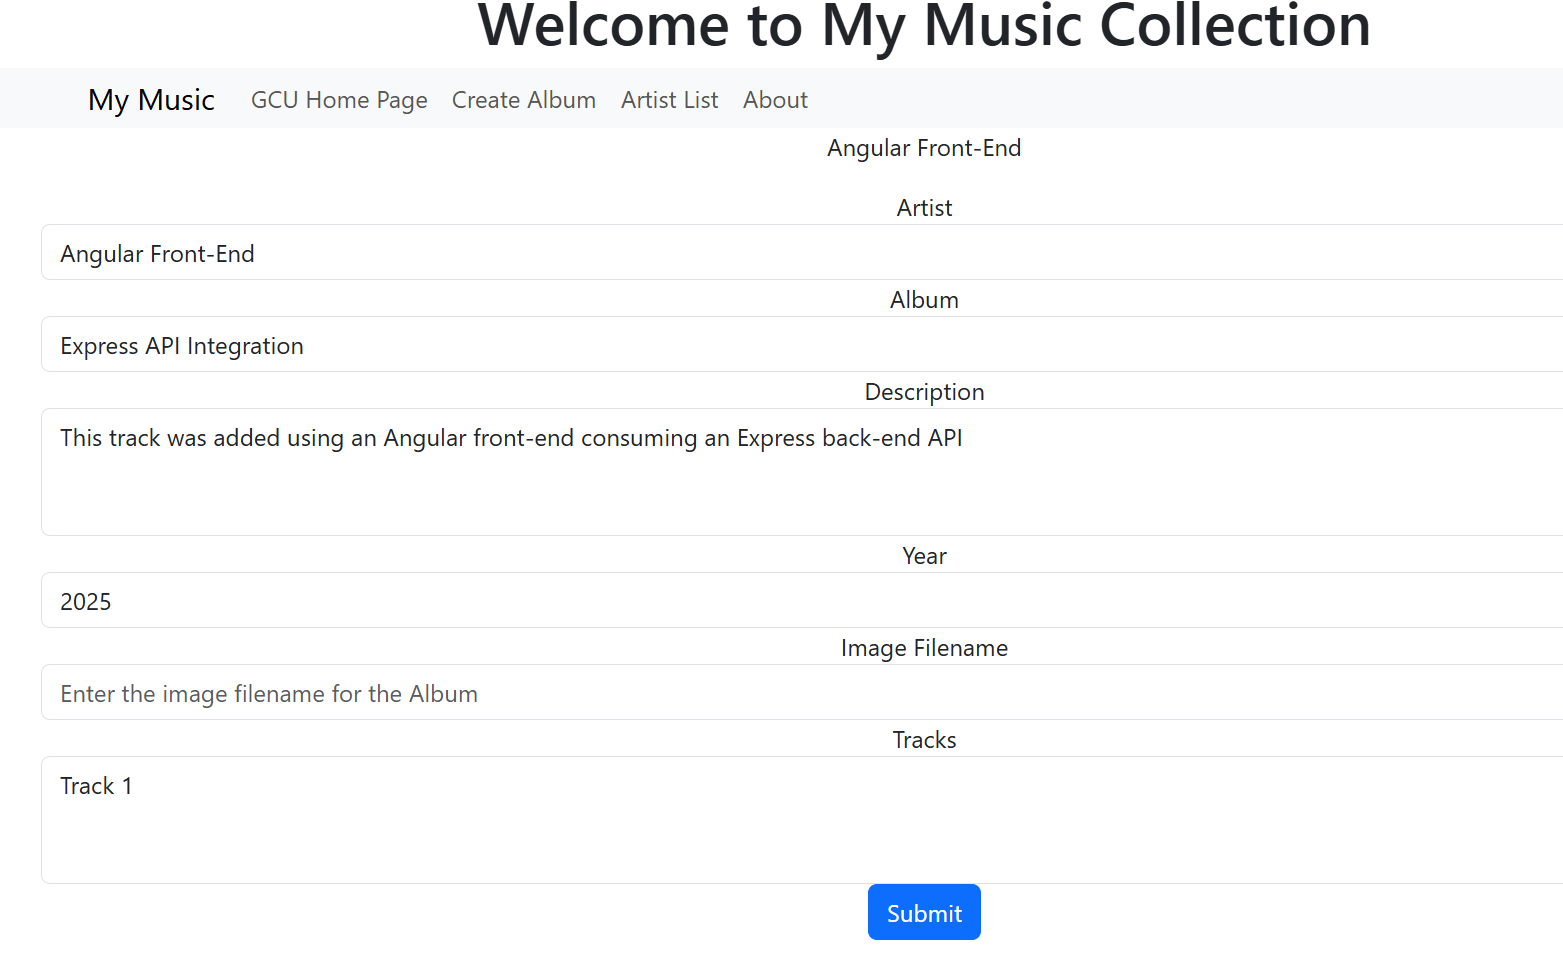 Welcome to My Music Collection
My Music GCU Home Page Create Album Artist List About
Angular Front-End
Artist
Angular Front-End
Album
Express API Integration
Description
This track was added using an Angular front-end consuming an Express back-end API
Year
2025
Image Filename
Enter the image filename for the Album
Tracks
Track 1
Submit